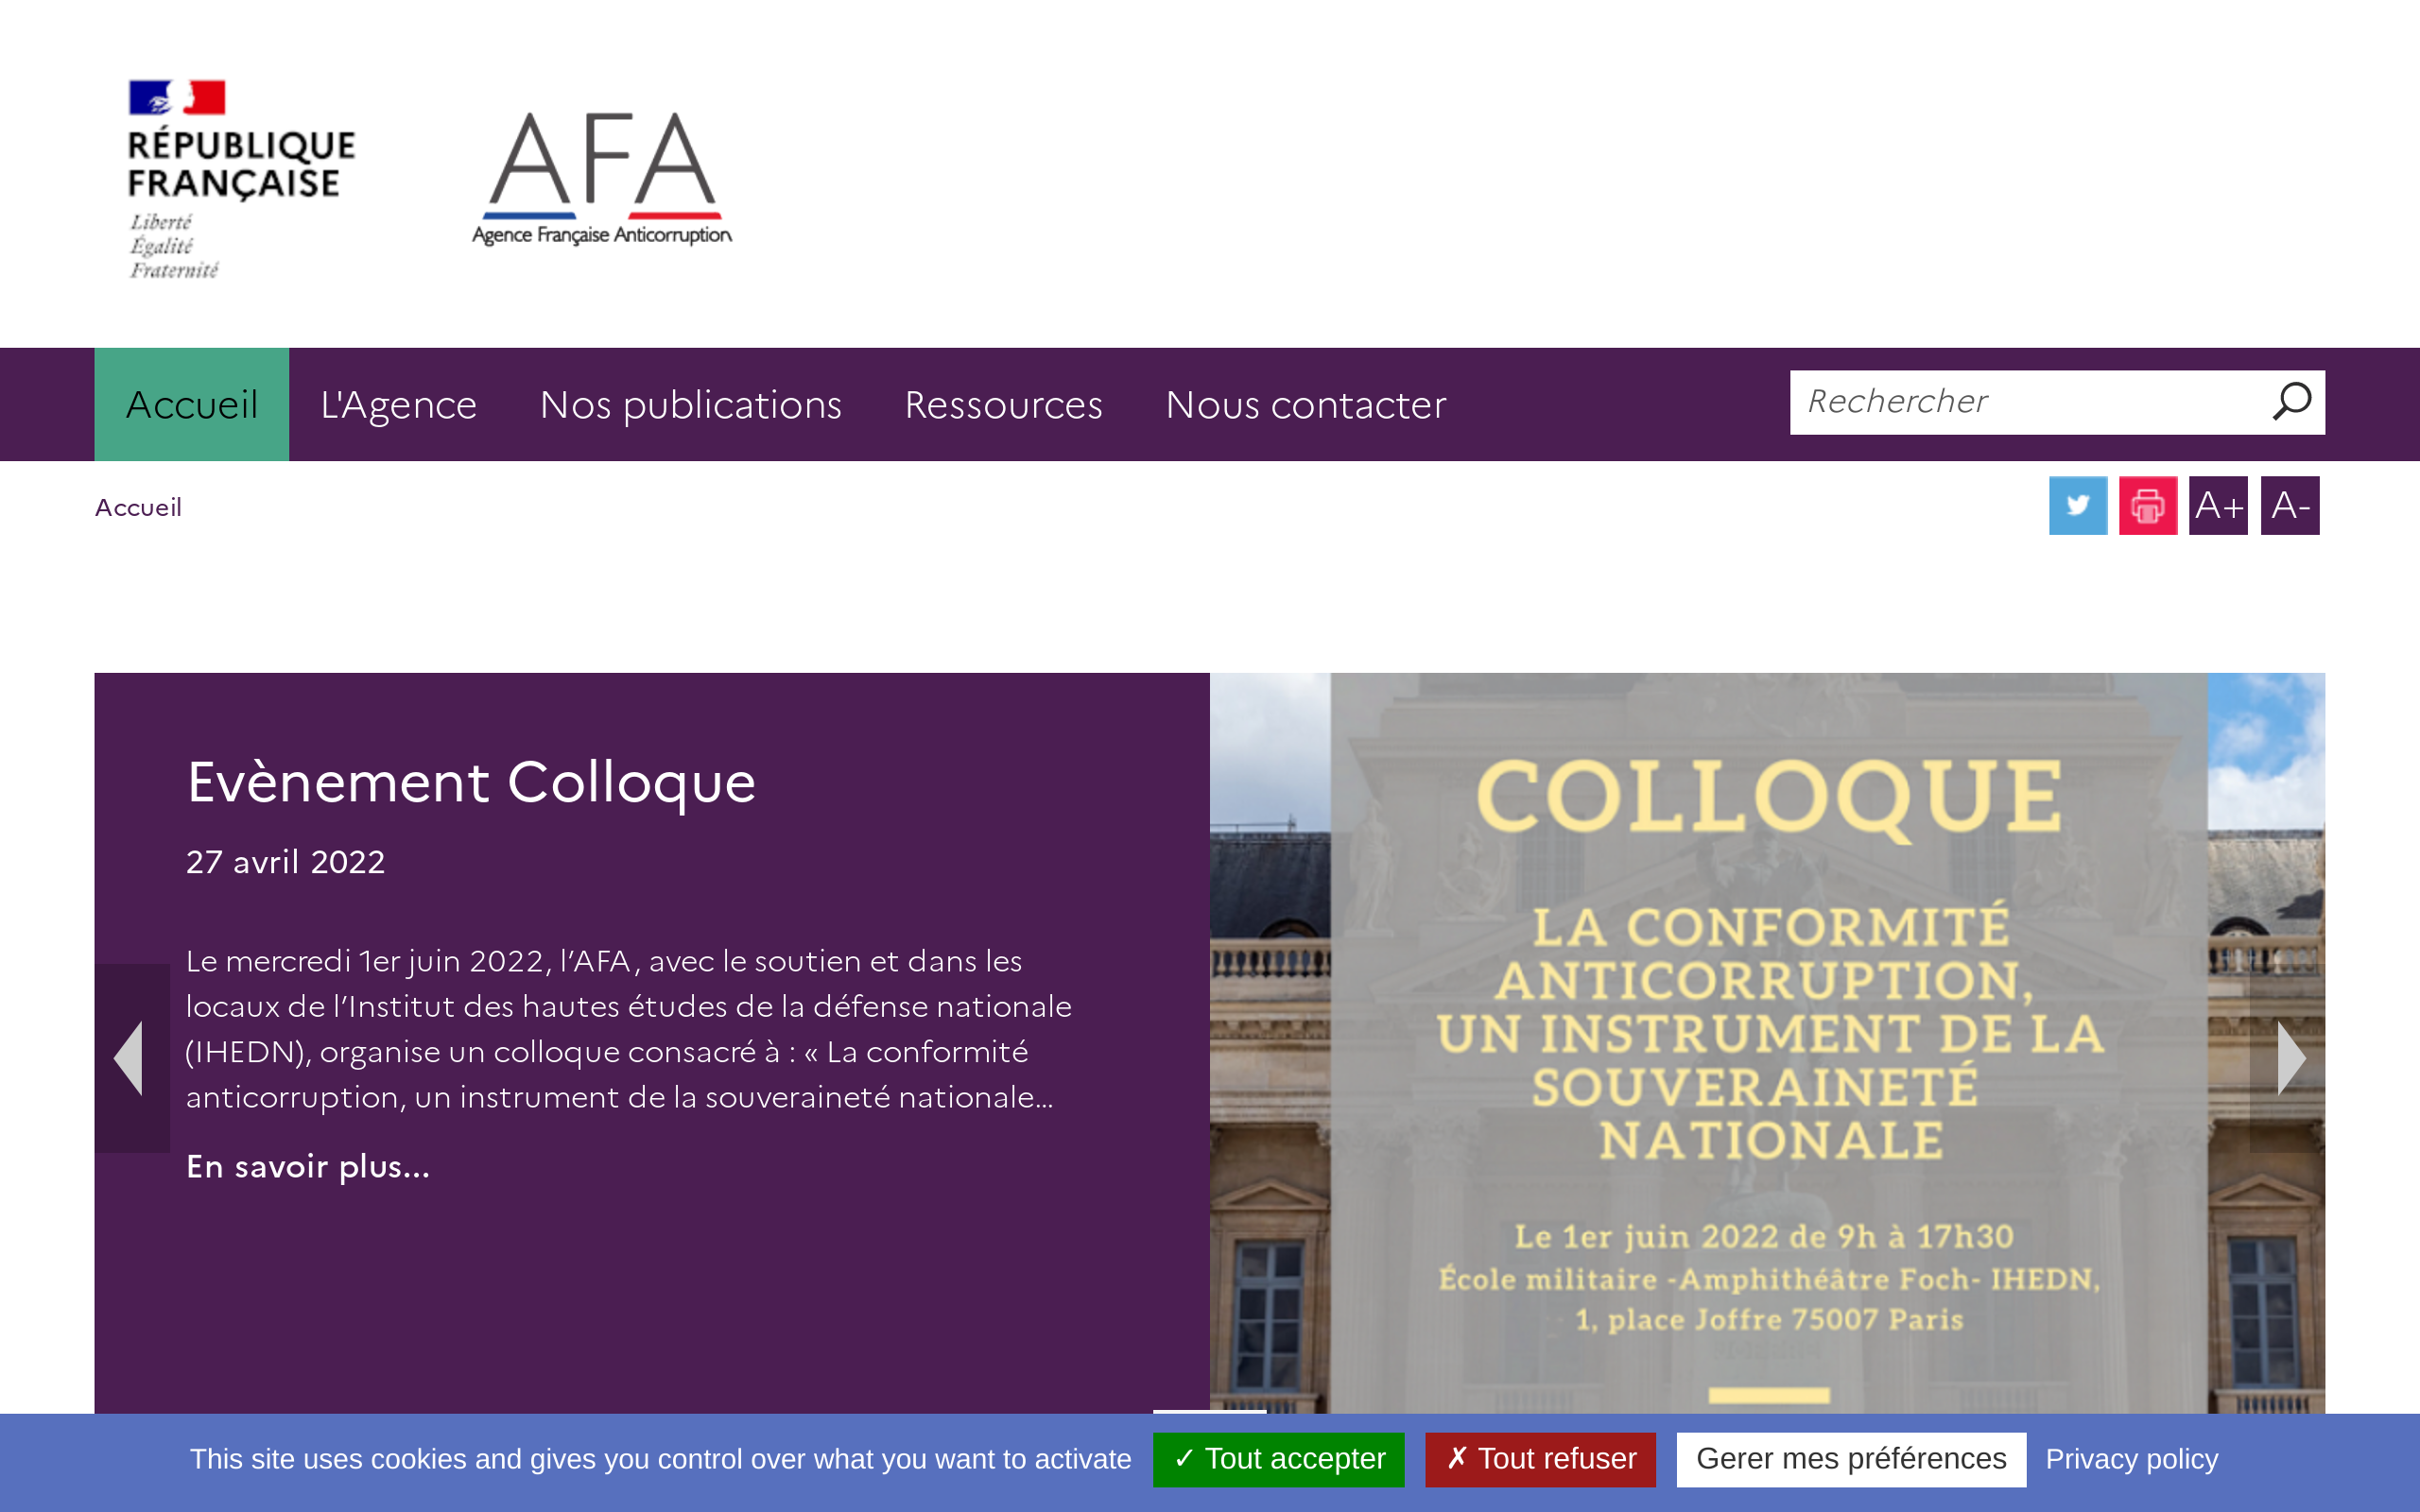 RÉPUBLIQUE
FRANÇAISE
Liberté
Égalité
Fraternité
AFA
Agence Française Anticorruption
Accueil L'Agence Nos publications Ressources Nous contacter Rechercher
Accueil
A+ A-
Evènement Colloque
27 avril 2022
Le mercredi 1er juin 2022, l’AFA, avec le soutien et dans les
locaux de l’Institut des hautes études de la défense nationale
(IHEDN), organise un colloque consacré à : « La conformité
anticorruption, un instrument de la souveraineté nationale...
En savoir plus...
COLLOQUE
LA CONFORMITÉ
ANTICORRUPTION,
UN INSTRUMENT DE LA
SOUVERAINETÉ
NATIONALE
Le 1er juin 2022 de 9h à 17h30
École militaire -Amphithéâtre Foch- IHEDN,
1, place Joffre 75007 Paris
This site uses cookies and gives you control over what you want to activate ✓ Tout accepter ✗ Tout refuser Gerer mes préférences Privacy policy